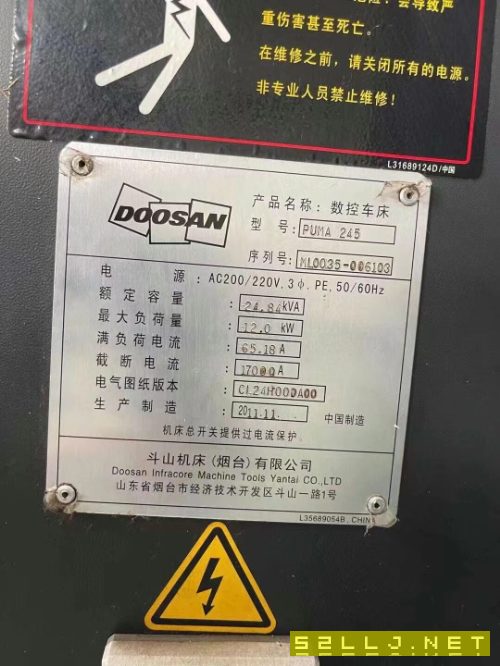 会导致严
重伤害甚至死亡。
在维修之前，请关闭所有的电源。
非专业人员禁止维修！
L31689124D/中国
DOOSAN
产品名称：数控车床
型 号：PUMA 245
序列号：ML0035-006103
电 源：AC200/220V.3Φ.PE.50/60Hz
额定容量：24.84kVA
最大负荷量：12.0 kW
满负荷电流：65.18 A
截断电流：17000 A
电气图纸版本：CL24H000A00
生产制造：2011.11. 中国制造
机床总开关提供过电流保护.
斗山机床(烟台)有限公司
Doosan Infracore Machine Tools Yantai CO.,LTD
山东省烟台市经济技术开发区斗山一路1号
L35689054B, CHINA
52LLJ.NET